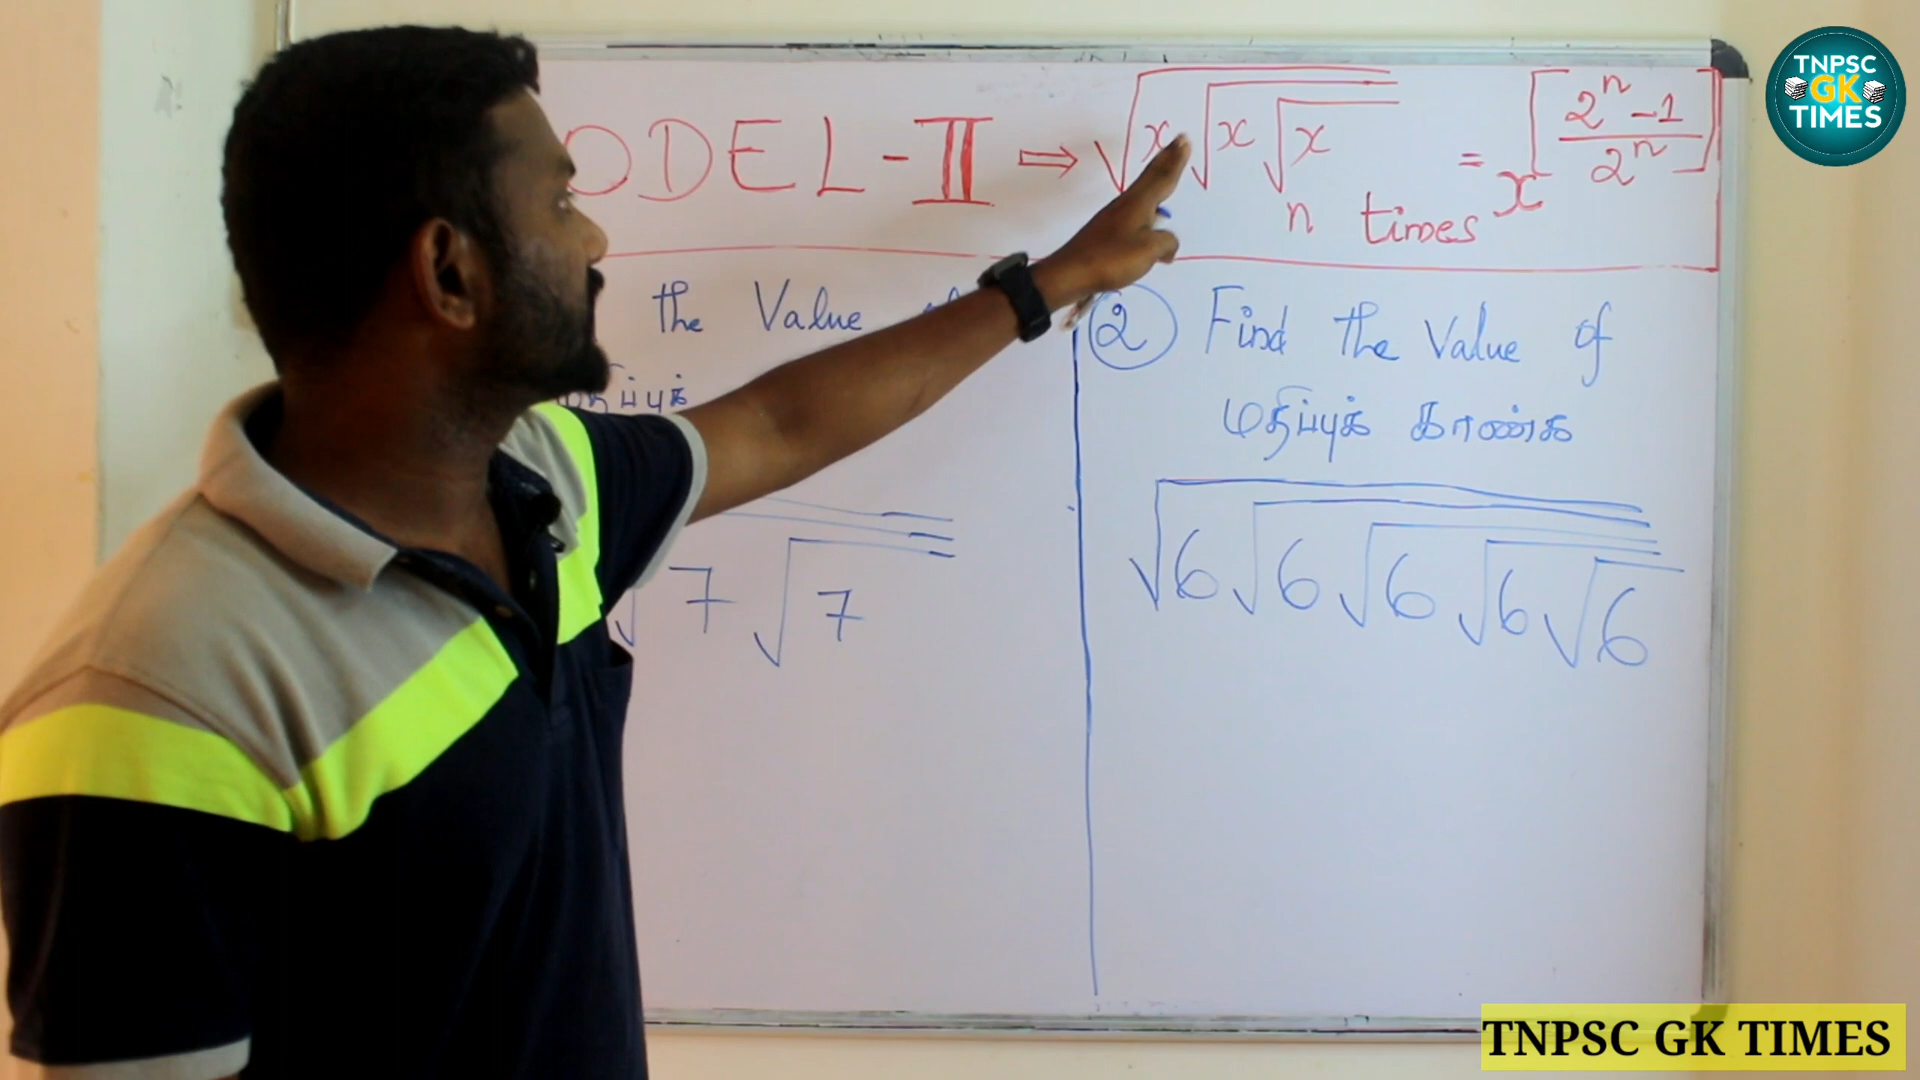 TNPSC
GK
TIMES
ODEL - II ⇒ √x√x√x n times = x^[2^n - 1 / 2^n]
the Value
மதிப்புக்
√7√7
2 Find the Value of
மதிப்புக் காண்க
√6√6√6√6√6
TNPSC GK TIMES